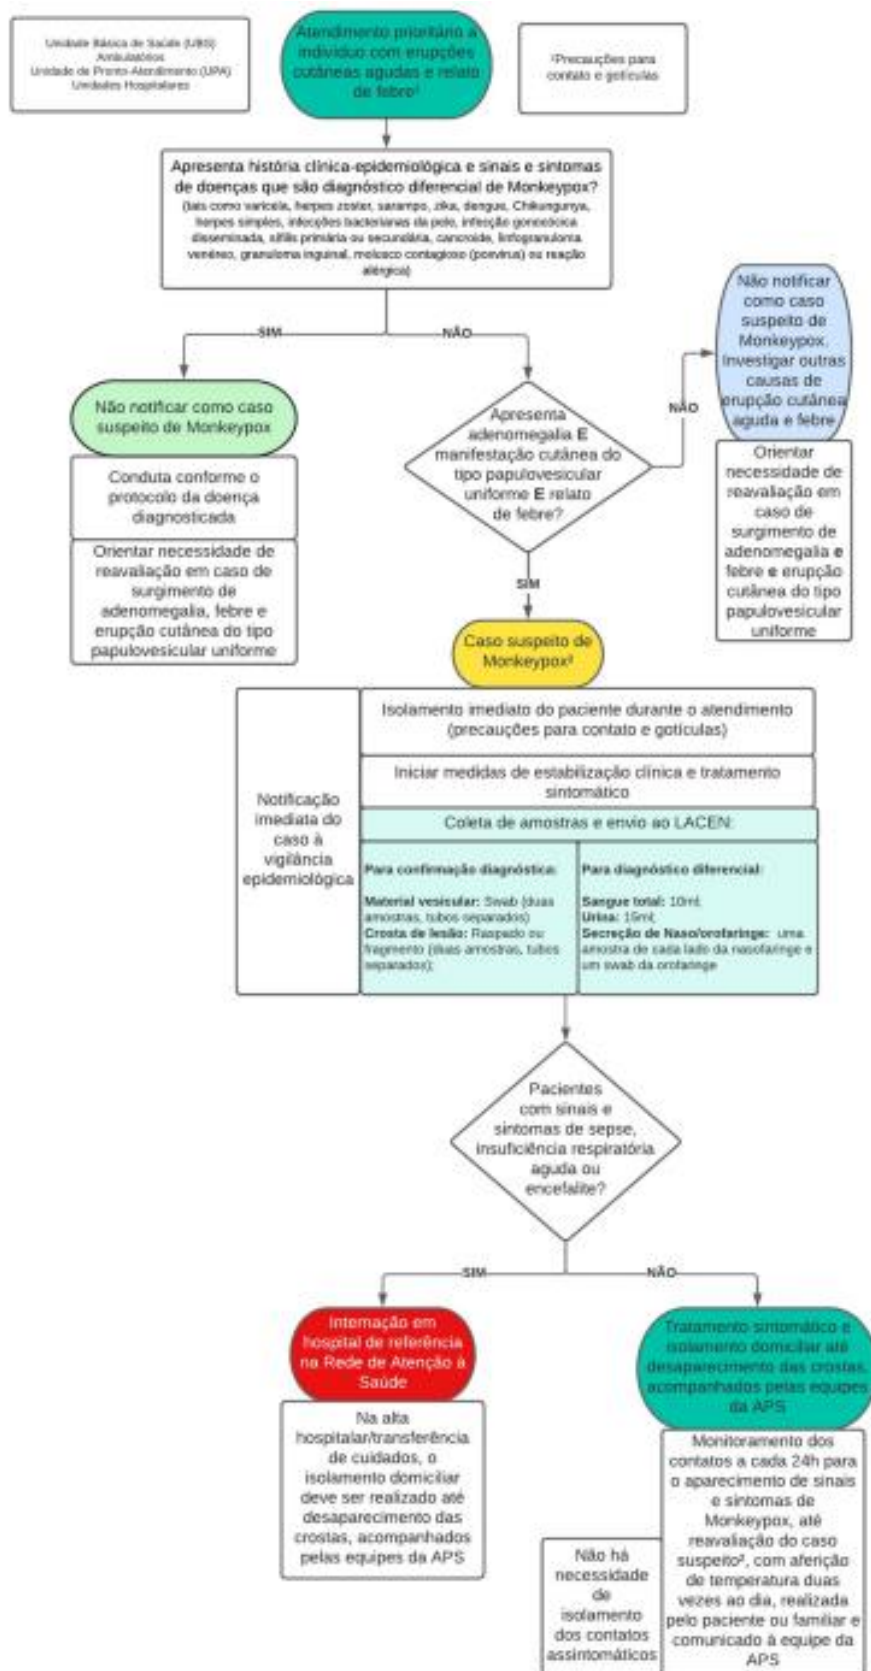 Unidade Básica de Saúde (UBS)
Ambulatórios
Unidade de Pronto-Atendimento (UPA)
Unidades Hospitalares
Atendimento prioritário a
indivíduo com erupções
cutâneas agudas e relato
de febre¹
¹Precauções para
contato e gotículas
Apresenta história clínica-epidemiológica e sinais e sintomas
de doenças que são diagnóstico diferencial de Monkeypox?
(tais como varicela, herpes zoster, sarampo, zika, dengue, Chikungunya,
herpes simples, infecções bacterianas da pele, infecção gonocócica
disseminada, sífilis primária ou secundária, cancroide, linfogranuloma
venéreo, granuloma inguinal, molusco contagioso (poxvirus) ou reação
alérgica)
SIM
NÃO
Não notificar como caso
suspeito de Monkeypox
Conduta conforme o
protocolo da doença
diagnosticada
Orientar necessidade de
reavaliação em caso de
surgimento de
adenomegalia, febre e
erupção cutânea do tipo
papulovesicular uniforme
Apresenta
adenomegalia E
manifestação cutânea do
tipo papulovesicular
uniforme E relato
de febre?
NÃO
Não notificar
como caso
suspeito de
Monkeypox.
Investigar outras
causas de
erupção cutânea
aguda e febre
Orientar
necessidade de
reavaliação em
caso de
surgimento de
adenomegalia e
febre e erupção
cutânea do tipo
papulovesicular
uniforme
SIM
Caso suspeito de
Monkeypox²
Notificação
imediata do
caso à
vigilância
epidemiológica
Isolamento imediato do paciente durante o atendimento
(precauções para contato e gotículas)
Iniciar medidas de estabilização clínica e tratamento
sintomático
Coleta de amostras e envio ao LACEN:
Para confirmação diagnóstica:
Material vesicular: Swab (duas
amostras, tubos separados)
Crosta de lesão: Raspado ou
fragmento (duas amostras, tubos
separados);
Para diagnóstico diferencial:
Sangue total: 10ml;
Urina: 15ml;
Secreção de Naso/orofaringe: uma
amostra de cada lado da nasofaringe e
um swab da orofaringe
Pacientes
com sinais e
sintomas de sepse,
insuficiência respiratória
aguda ou
encefalite?
SIM
NÃO
Internação em
hospital de referência
na Rede de Atenção à
Saúde
Na alta
hospitalar/transferência
de cuidados, o
isolamento domiciliar
deve ser realizado até
desaparecimento das
crostas, acompanhados
pelas equipes da APS
Tratamento sintomático e
isolamento domiciliar até
desaparecimento das crostas,
acompanhados pelas equipes
da APS
Não há
necessidade
de
isolamento
dos contatos
assintomáticos
Monitoramento dos
contatos a cada 24h para
o aparecimento de sinais
e sintomas de
Monkeypox, até
reavaliação do caso
suspeito², com aferição
de temperatura duas
vezes ao dia, realizada
pelo paciente ou familiar e
comunicado à equipe da
APS